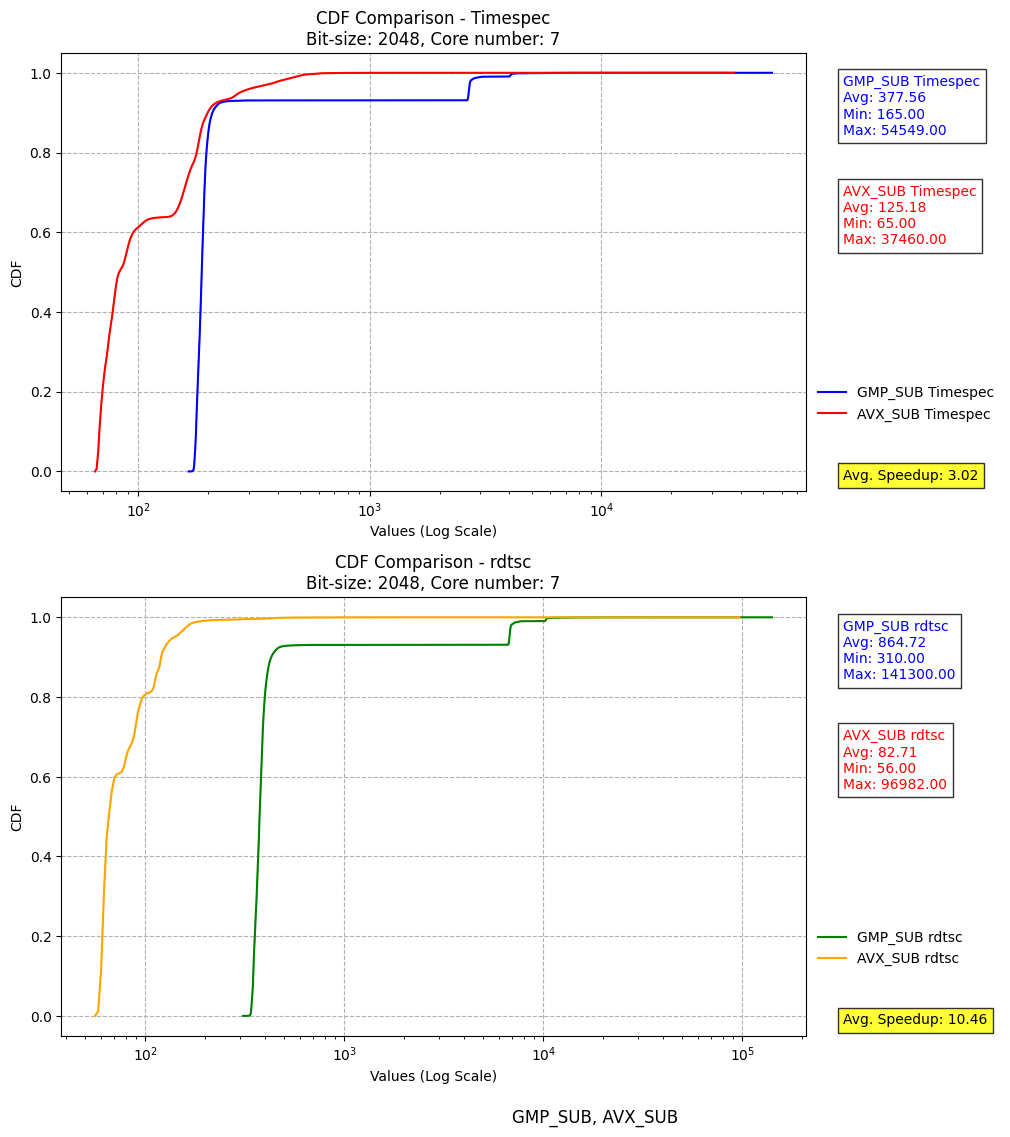 CDF Comparison - Timespec
Bit-size: 2048, Core number: 7
1.0
0.8
0.6
0.4
0.2
0.0
CDF
10^2
10^3
10^4
Values (Log Scale)
GMP_SUB Timespec
Avg: 377.56
Min: 165.00
Max: 54549.00
AVX_SUB Timespec
Avg: 125.18
Min: 65.00
Max: 37460.00
GMP_SUB Timespec
AVX_SUB Timespec
Avg. Speedup: 3.02
CDF Comparison - rdtsc
Bit-size: 2048, Core number: 7
1.0
0.8
0.6
0.4
0.2
0.0
CDF
10^2
10^3
10^4
10^5
Values (Log Scale)
GMP_SUB rdtsc
Avg: 864.72
Min: 310.00
Max: 141300.00
AVX_SUB rdtsc
Avg: 82.71
Min: 56.00
Max: 96982.00
GMP_SUB rdtsc
AVX_SUB rdtsc
Avg. Speedup: 10.46
GMP_SUB, AVX_SUB